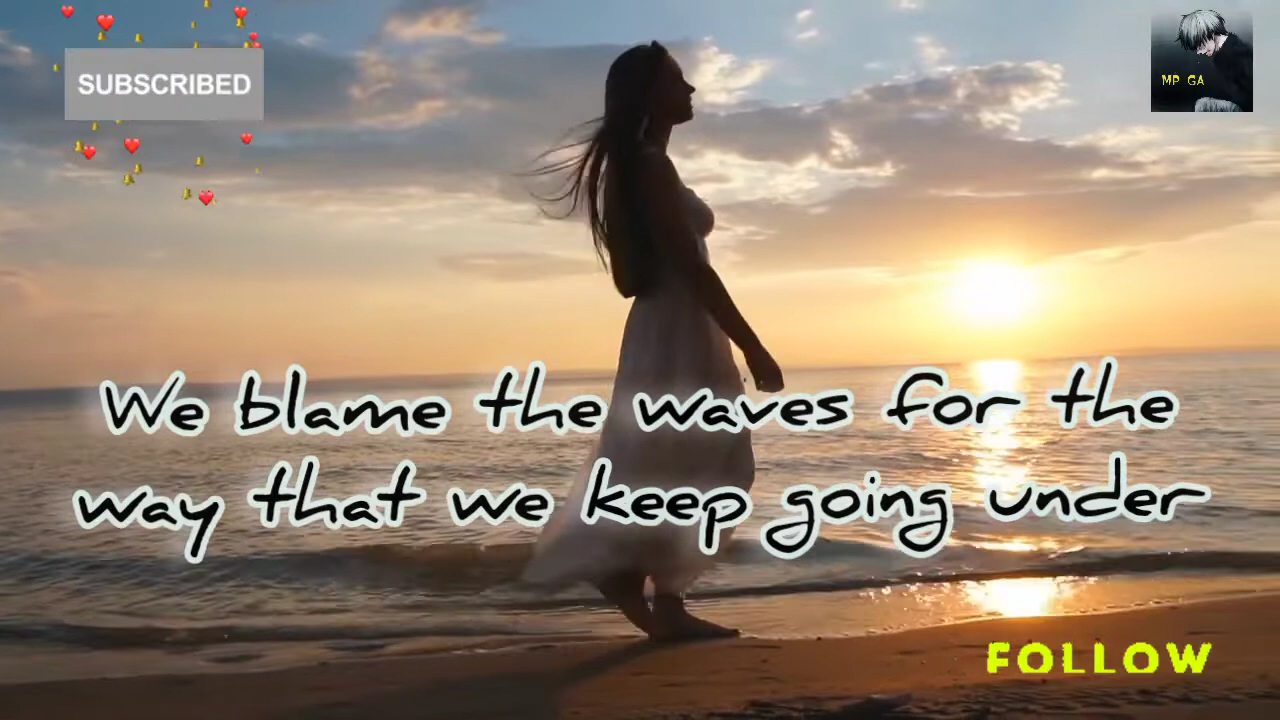 SUBSCRIBED
MP GA
We blame the waves for the
way that we keep going under
FOLLOW